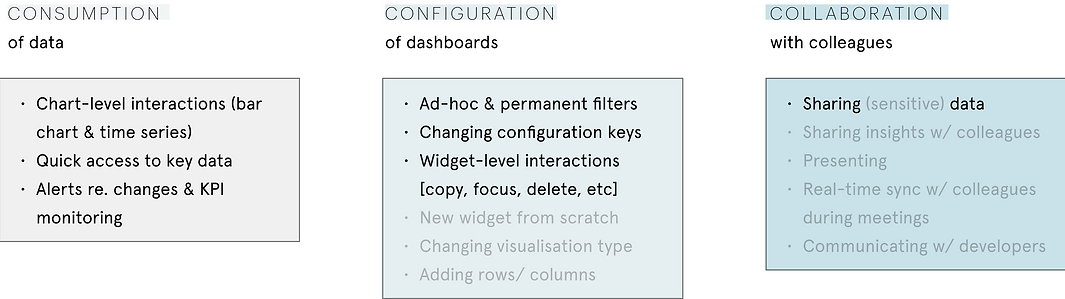 CONSUMPTION
of data
· Chart-level interactions (bar
chart & time series)
· Quick access to key data
· Alerts re. changes & KPI
monitoring
CONFIGURATION
of dashboards
· Ad-hoc & permanent filters
· Changing configuration keys
· Widget-level interactions
[copy, focus, delete, etc]
· New widget from scratch
· Changing visualisation type
· Adding rows/ columns
COLLABORATION
with colleagues
· Sharing (sensitive) data
· Sharing insights w/ colleagues
· Presenting
· Real-time sync w/ colleagues
during meetings
· Communicating w/ developers